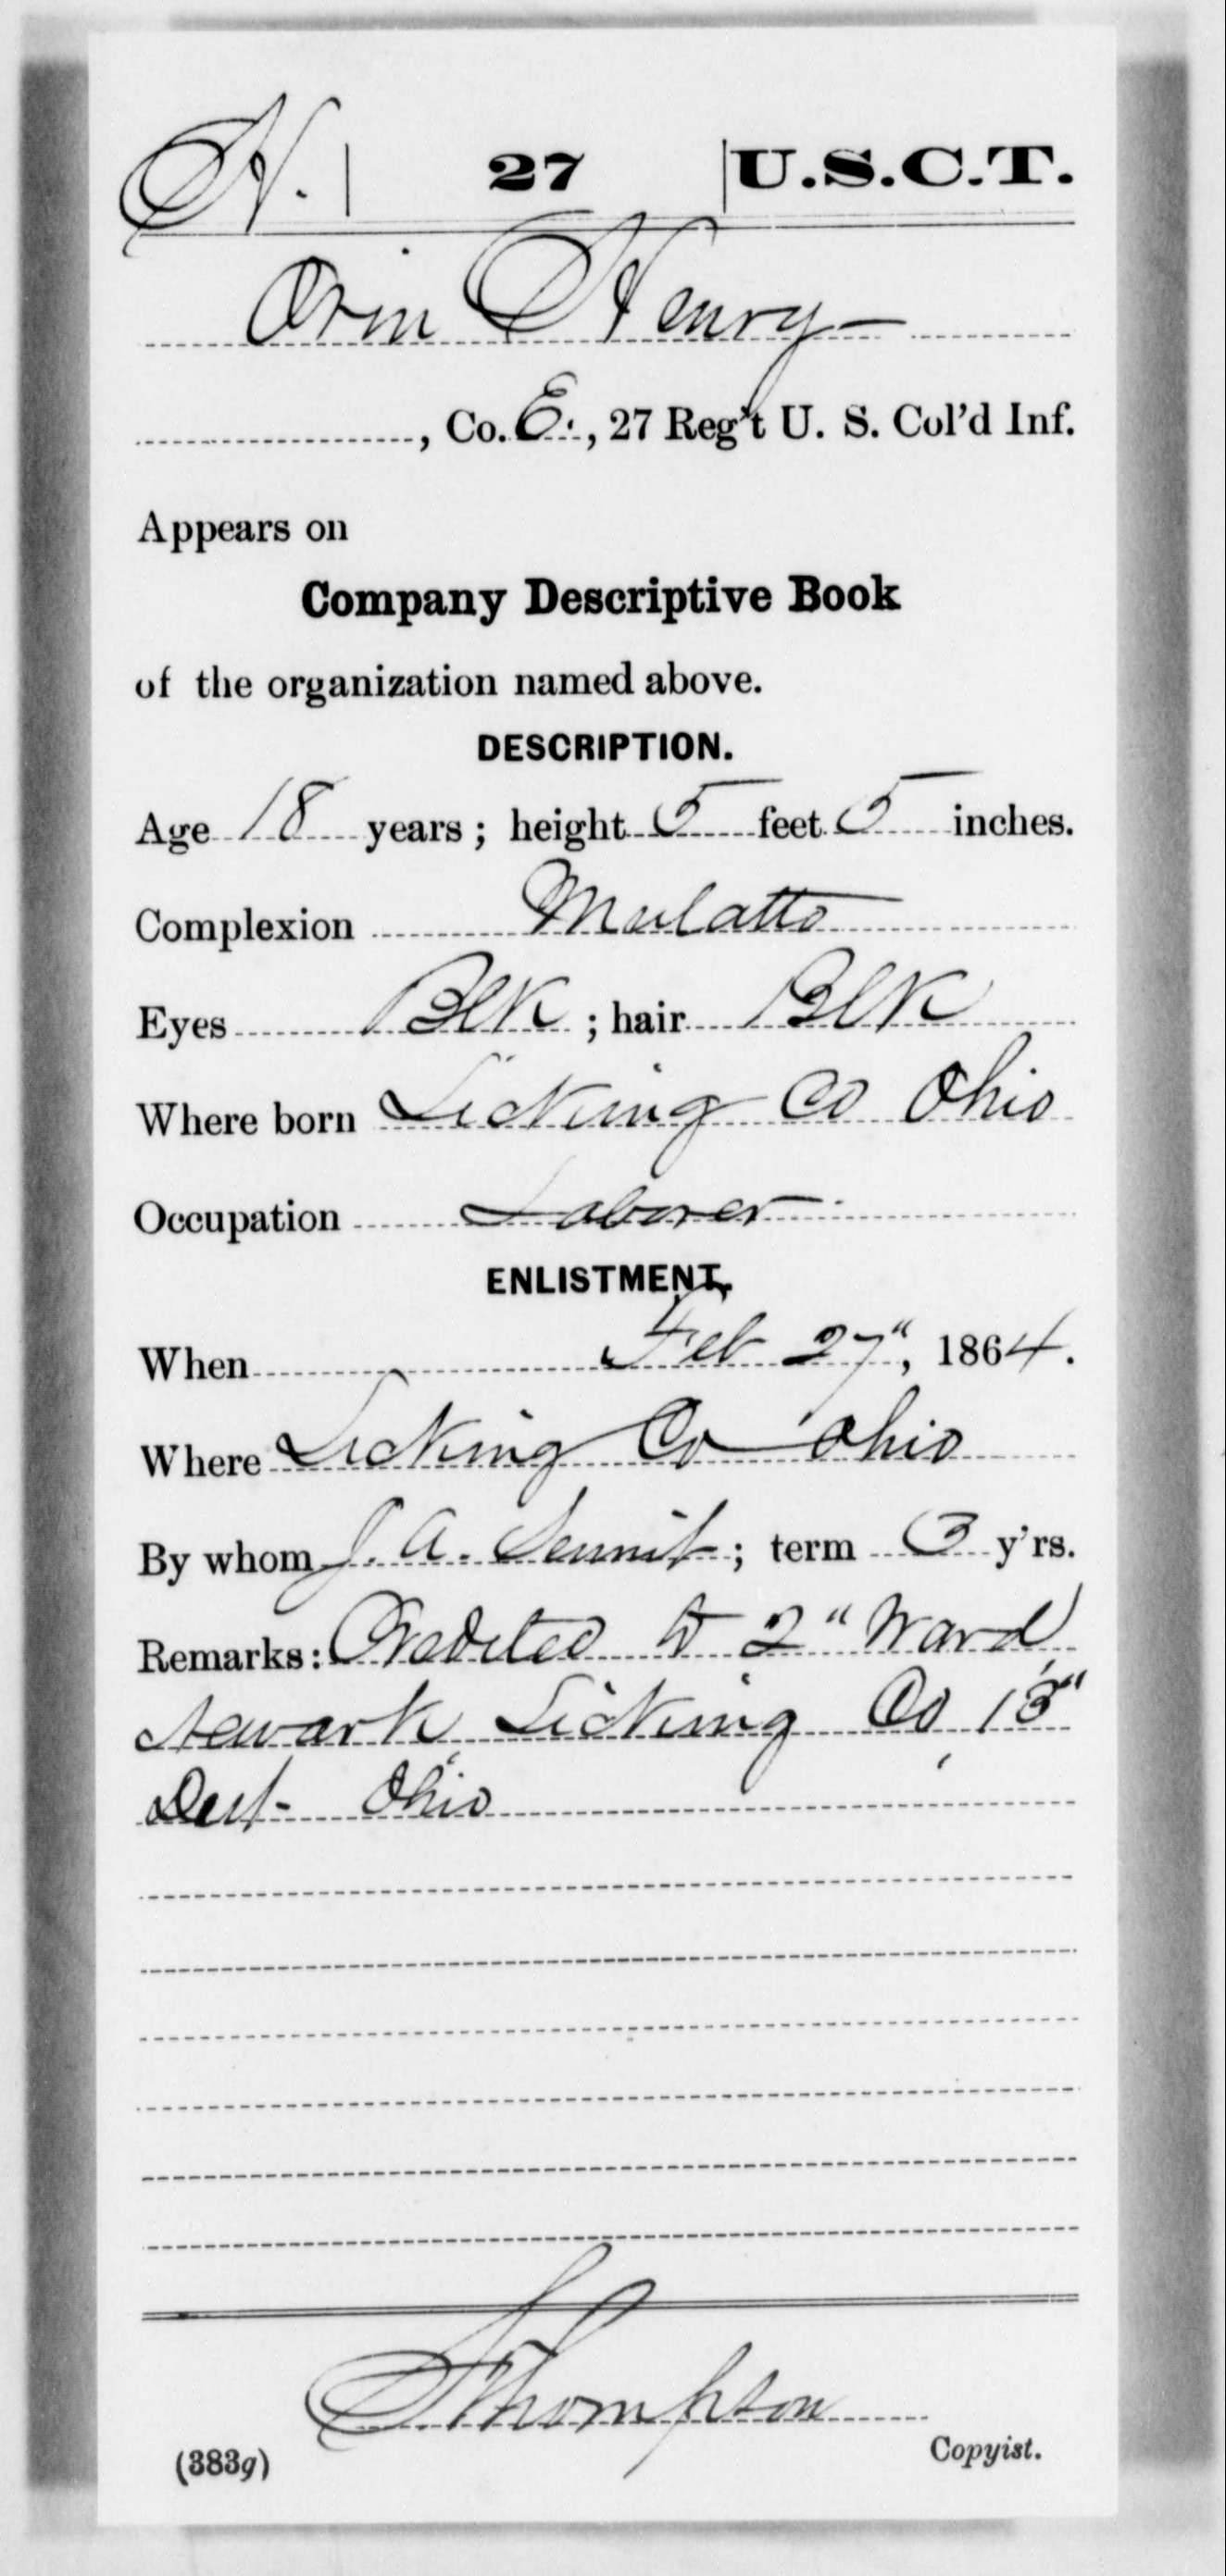 H. | 27 | U.S.C.T.
Orin Henry
, Co. E., 27 Reg't U. S. Col'd Inf.
Appears on
Company Descriptive Book
of the organization named above.
DESCRIPTION.
Age 18 years; height 5 feet 5 inches.
Complexion Mulatto
Eyes Blk; hair Blk
Where born Licking Co Ohio
Occupation Laborer
ENLISTMENT.
When Feb 27", 1864.
Where Licking Co Ohio
By whom J. A. Sennit; term 3 y'rs.
Remarks: Credited to 2" Ward,
Newark Licking Co, 13"
Dist- Ohio
Thompson
Copyist.
(383g)